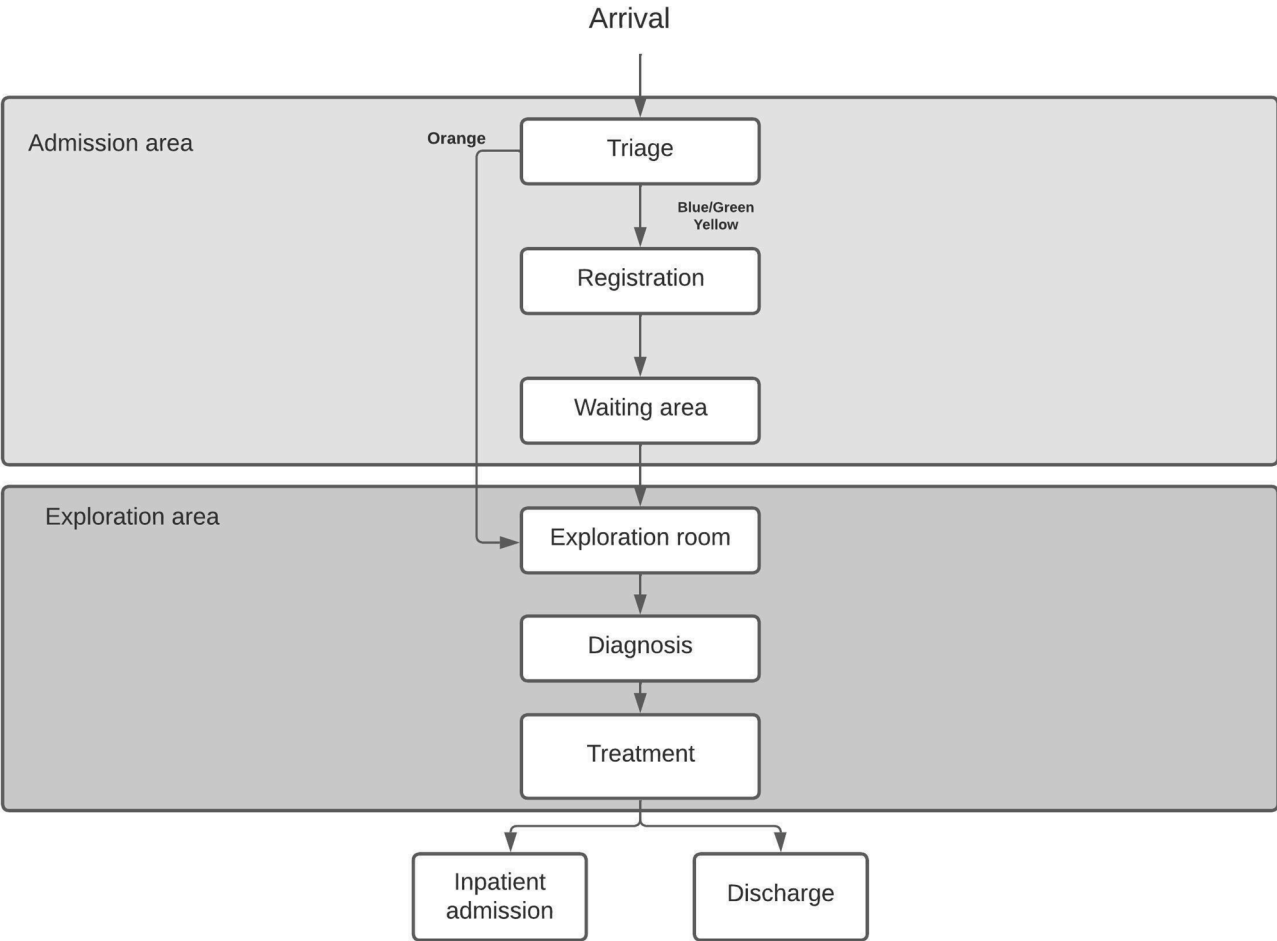 Arrival
Admission area
Orange
Triage
Blue/Green
Yellow
Registration
Waiting area
Exploration area
Exploration room
Diagnosis
Treatment
Inpatient
admission
Discharge